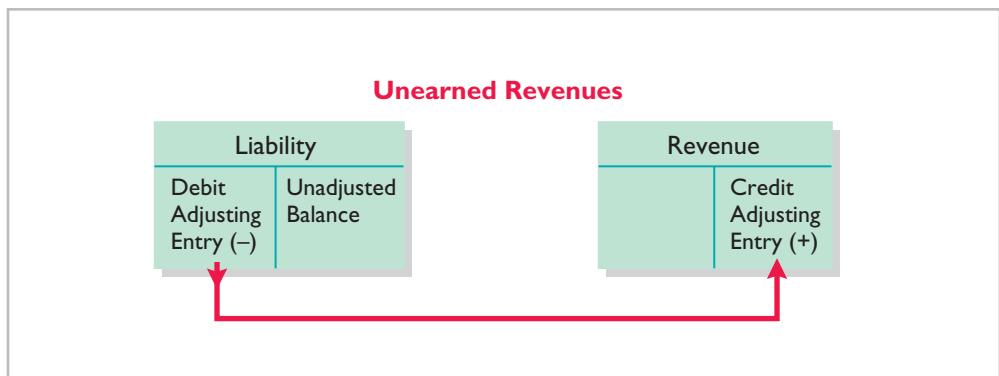 Unearned Revenues
Liability
Debit
Adjusting
Entry (–)
Unadjusted
Balance
Revenue
Credit
Adjusting
Entry (+)